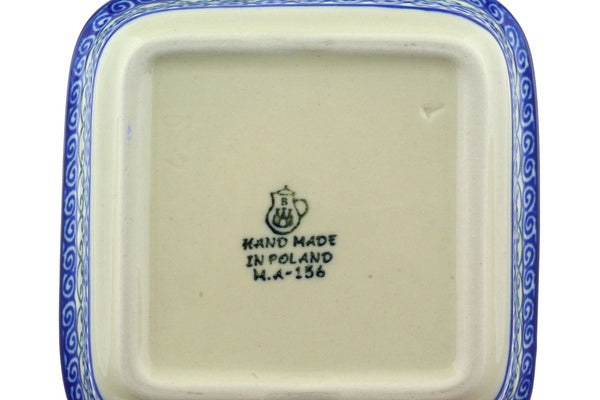 B
HAND MADE
IN POLAND
M.A-156